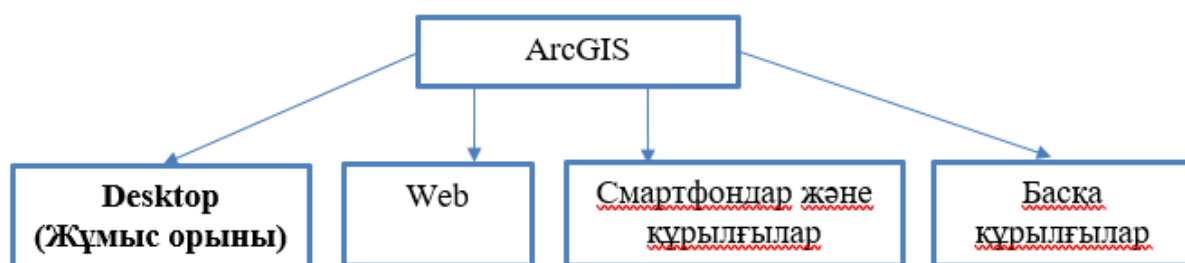 ArcGIS
Desktop
(Жұмыс орыны)
Web
Смартфондар және
құрылғылар
Басқа
құрылғылар